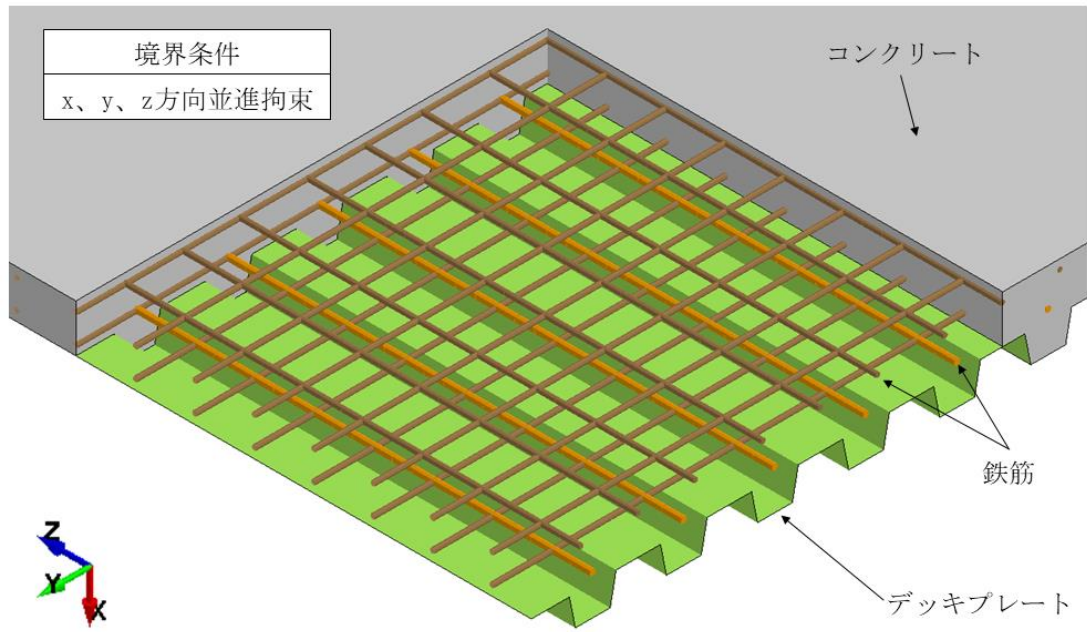 境界条件
x、y、z方向並進拘束
コンクリート
鉄筋
デッキプレート
Z
Y
X